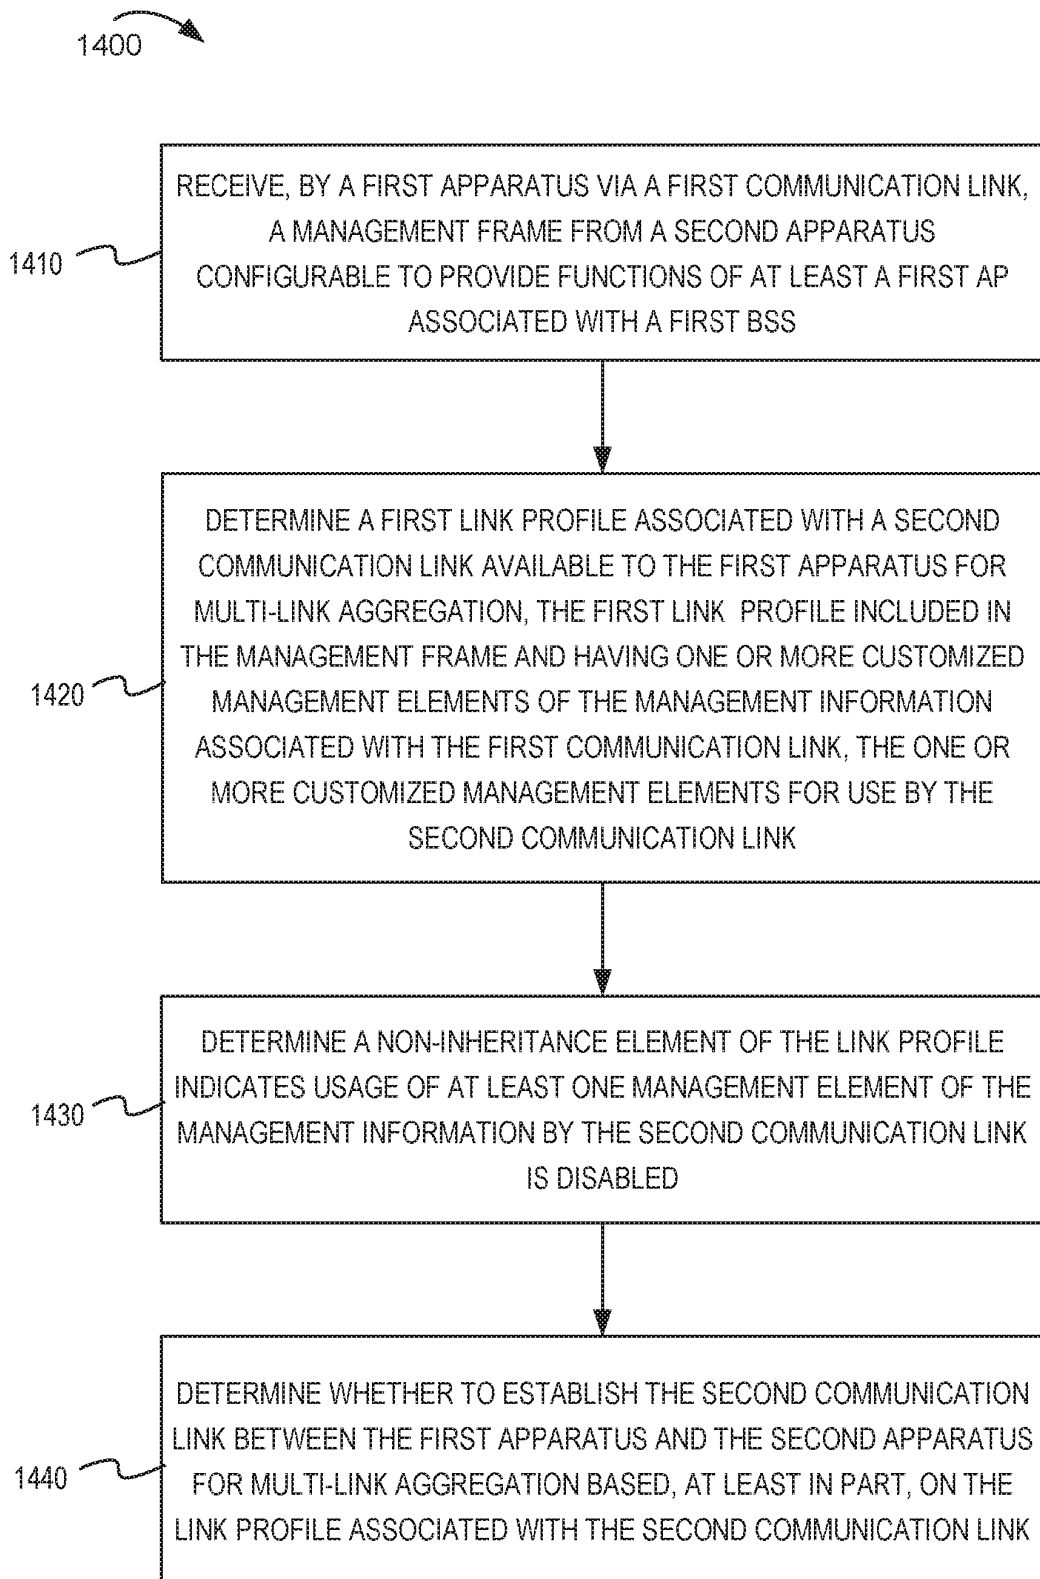 1400
RECEIVE, BY A FIRST APPARATUS VIA A FIRST COMMUNICATION LINK,
A MANAGEMENT FRAME FROM A SECOND APPARATUS
CONFIGURABLE TO PROVIDE FUNCTIONS OF AT LEAST A FIRST AP
ASSOCIATED WITH A FIRST BSS
1410
DETERMINE A FIRST LINK PROFILE ASSOCIATED WITH A SECOND
COMMUNICATION LINK AVAILABLE TO THE FIRST APPARATUS FOR
MULTI-LINK AGGREGATION, THE FIRST LINK PROFILE INCLUDED IN
THE MANAGEMENT FRAME AND HAVING ONE OR MORE CUSTOMIZED
MANAGEMENT ELEMENTS OF THE MANAGEMENT INFORMATION
ASSOCIATED WITH THE FIRST COMMUNICATION LINK, THE ONE OR
MORE CUSTOMIZED MANAGEMENT ELEMENTS FOR USE BY THE
SECOND COMMUNICATION LINK
1420
DETERMINE A NON-INHERITANCE ELEMENT OF THE LINK PROFILE
INDICATES USAGE OF AT LEAST ONE MANAGEMENT ELEMENT OF THE
MANAGEMENT INFORMATION BY THE SECOND COMMUNICATION LINK
IS DISABLED
1430
DETERMINE WHETHER TO ESTABLISH THE SECOND COMMUNICATION
LINK BETWEEN THE FIRST APPARATUS AND THE SECOND APPARATUS
FOR MULTI-LINK AGGREGATION BASED, AT LEAST IN PART, ON THE
LINK PROFILE ASSOCIATED WITH THE SECOND COMMUNICATION LINK
1440